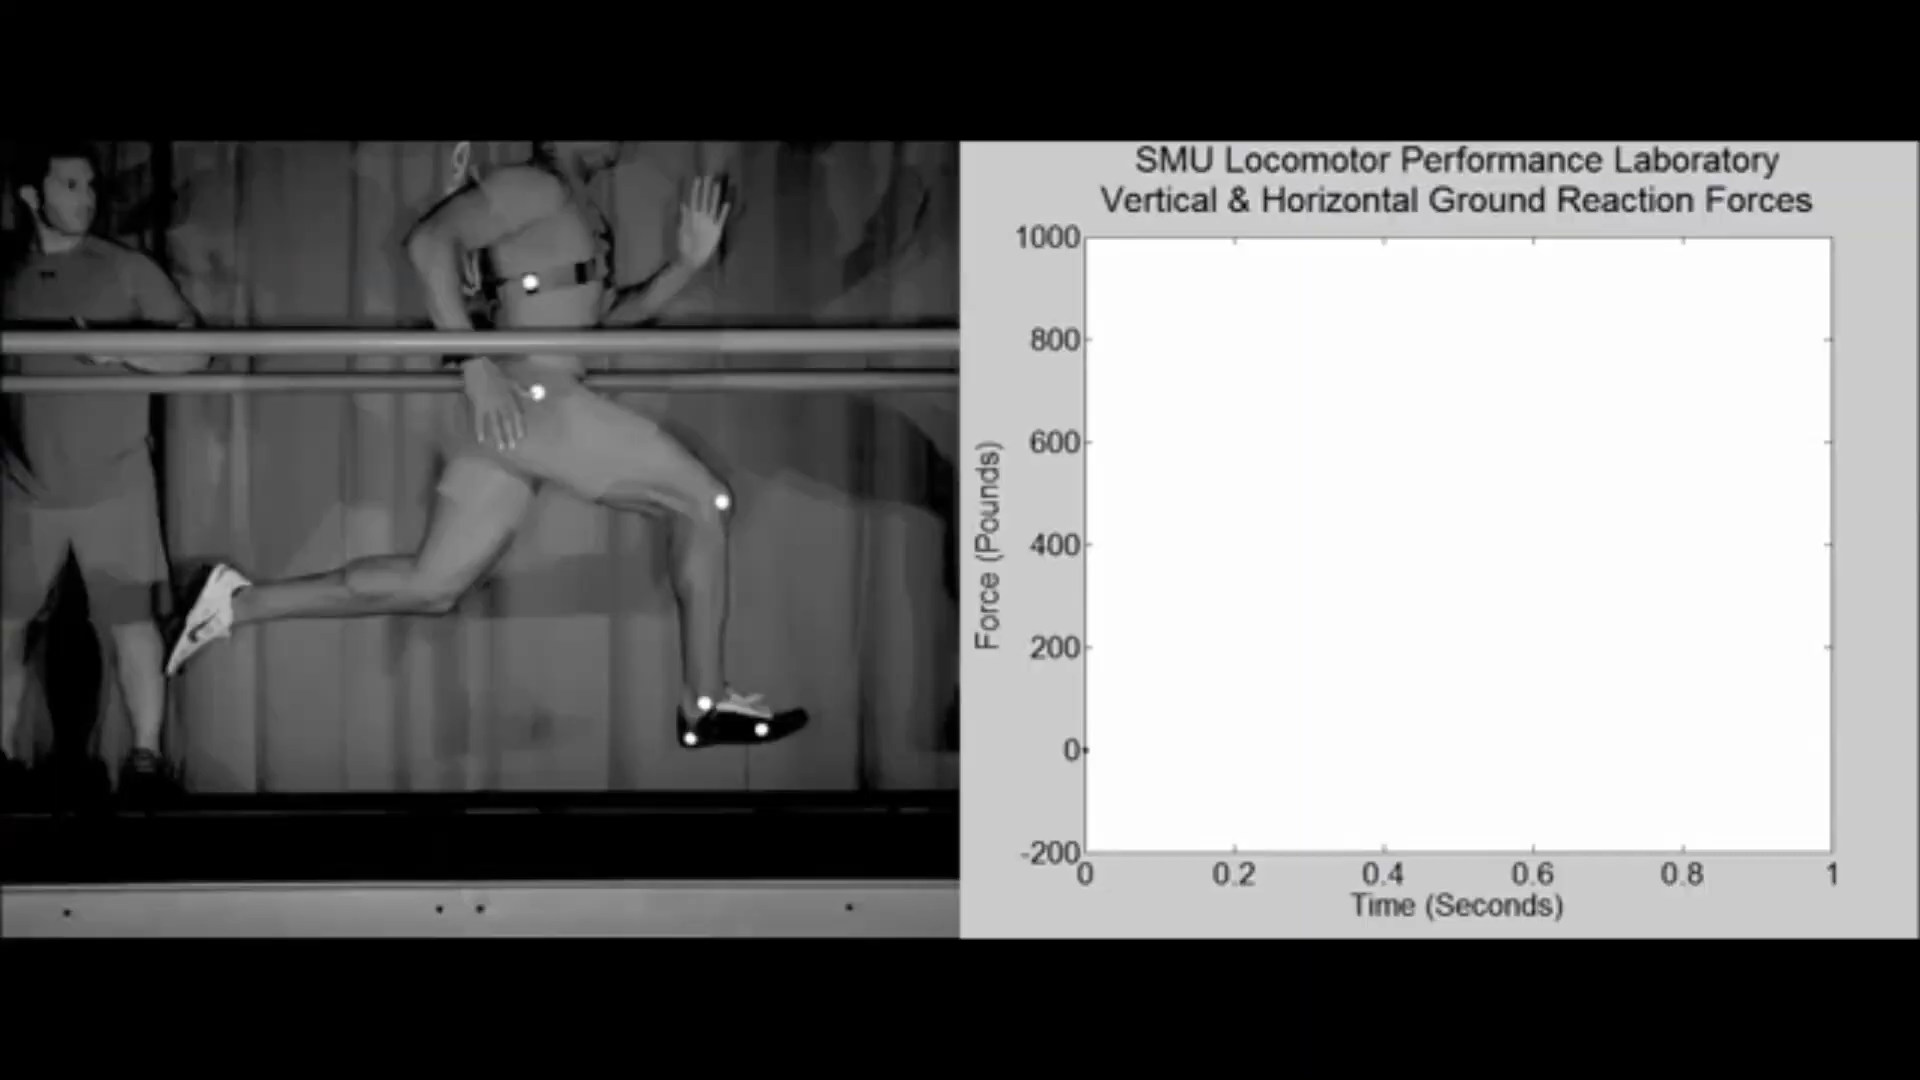 SMU Locomotor Performance Laboratory
Vertical & Horizontal Ground Reaction Forces
1000
800
600
400
200
0
-200
0 0.2 0.4 0.6 0.8 1
Force (Pounds)
Time (Seconds)